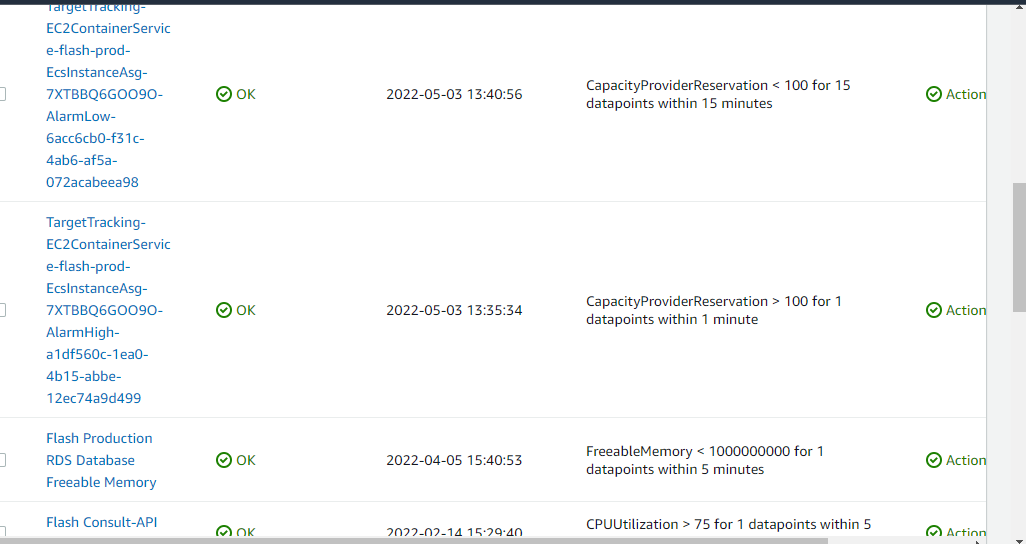 TargetTracking-
EC2ContainerServic
e-flash-prod-
EcsInstanceAsg-
7XTBBQ6GOO9O-
AlarmLow-
6acc6cb0-f31c-
4ab6-af5a-
072acabeea98
OK
2022-05-03 13:40:56
CapacityProviderReservation < 100 for 15
datapoints within 15 minutes
Action
TargetTracking-
EC2ContainerServic
e-flash-prod-
EcsInstanceAsg-
7XTBBQ6GOO9O-
AlarmHigh-
a1df560c-1ea0-
4b15-abbe-
12ec74a9d499
OK
2022-05-03 13:35:34
CapacityProviderReservation > 100 for 1
datapoints within 1 minute
Action
Flash Production
RDS Database
Freeable Memory
OK
2022-04-05 15:40:53
FreeableMemory < 1000000000 for 1
datapoints within 5 minutes
Action
Flash Consult-API
OK
2022-02-14 15:29:40
CPUUtilization > 75 for 1 datapoints within 5
Action